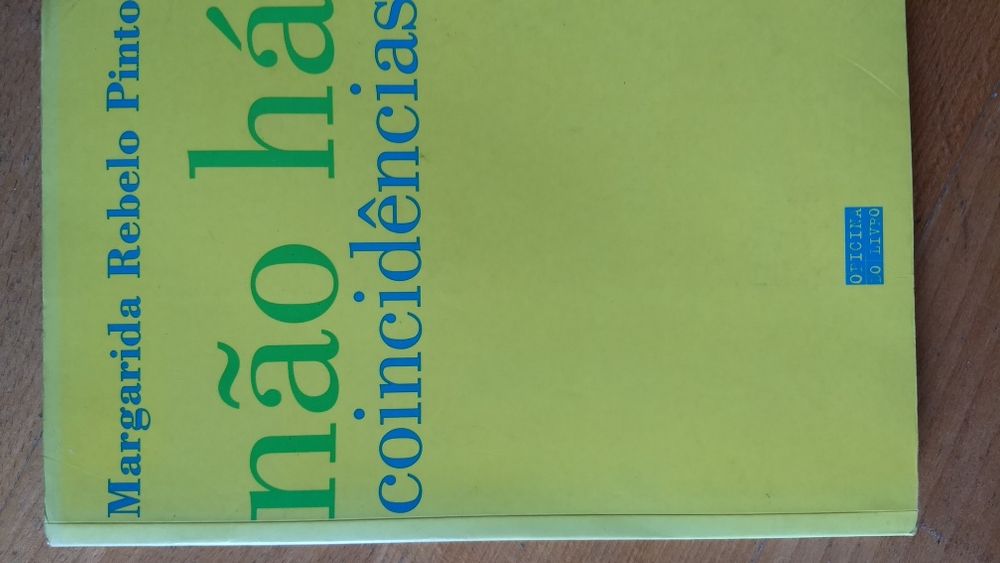 Margarida Rebelo Pinto
não há
coincidências
OFICINA
DO LIVRO